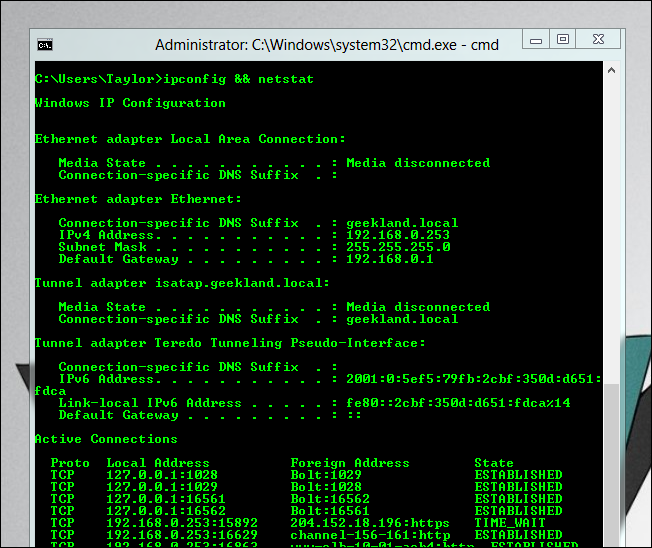 Administrator: C:\Windows\system32\cmd.exe - cmd
C:\Users\Taylor>ipconfig && netstat
Windows IP Configuration
Ethernet adapter Local Area Connection:
Media State . . . . . . . . . . . : Media disconnected
Connection-specific DNS Suffix . :
Ethernet adapter Ethernet:
Connection-specific DNS Suffix . : geekland.local
IPv4 Address. . . . . . . . . . . : 192.168.0.253
Subnet Mask . . . . . . . . . . . : 255.255.255.0
Default Gateway . . . . . . . . . : 192.168.0.1
Tunnel adapter isatap.geekland.local:
Media State . . . . . . . . . . . : Media disconnected
Connection-specific DNS Suffix . : geekland.local
Tunnel adapter Teredo Tunneling Pseudo-Interface:
Connection-specific DNS Suffix . :
IPv6 Address. . . . . . . . . . . : 2001:0:5ef5:79fb:2cbf:350d:d651:
fdca
Link-local IPv6 Address . . . . . : fe80::2cbf:350d:d651:fdca%14
Default Gateway . . . . . . . . . : ::
Active Connections
Proto Local Address Foreign Address State
TCP 127.0.0.1:1028 Bolt:1029 ESTABLISHED
TCP 127.0.0.1:1029 Bolt:1028 ESTABLISHED
TCP 127.0.0.1:16561 Bolt:16562 ESTABLISHED
TCP 127.0.0.1:16562 Bolt:16561 ESTABLISHED
TCP 192.168.0.253:15892 204.152.18.196:https TIME_WAIT
TCP 192.168.0.253:16629 channel-156-161:http ESTABLISHED
TCP ESTABLISHED